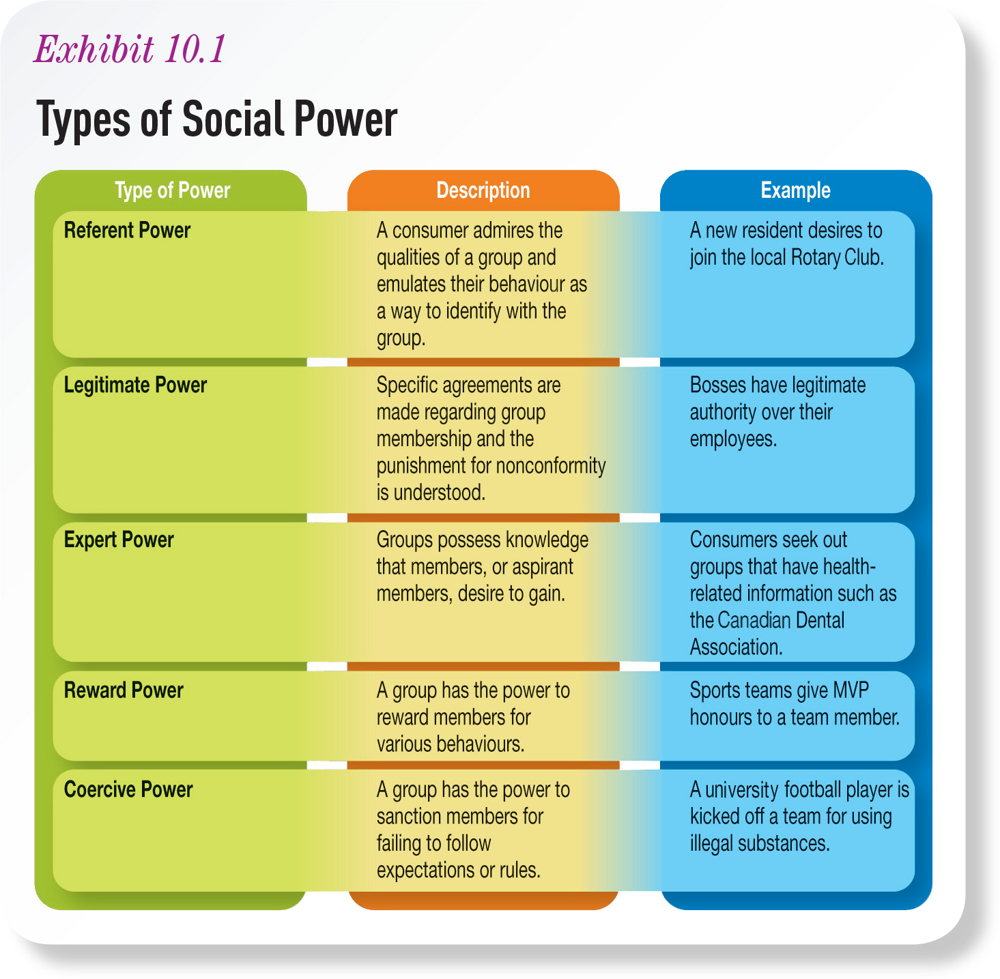 Exhibit 10.1
Types of Social Power
Type of Power
Description
Example
Referent Power
A consumer admires the
qualities of a group and
emulates their behaviour as
a way to identify with the
group.
A new resident desires to
join the local Rotary Club.
Legitimate Power
Specific agreements are
made regarding group
membership and the
punishment for nonconformity
is understood.
Bosses have legitimate
authority over their
employees.
Expert Power
Groups possess knowledge
that members, or aspirant
members, desire to gain.
Consumers seek out
groups that have health-
related information such as
the Canadian Dental
Association.
Reward Power
A group has the power to
reward members for
various behaviours.
Sports teams give MVP
honours to a team member.
Coercive Power
A group has the power to
sanction members for
failing to follow
expectations or rules.
A university football player is
kicked off a team for using
illegal substances.